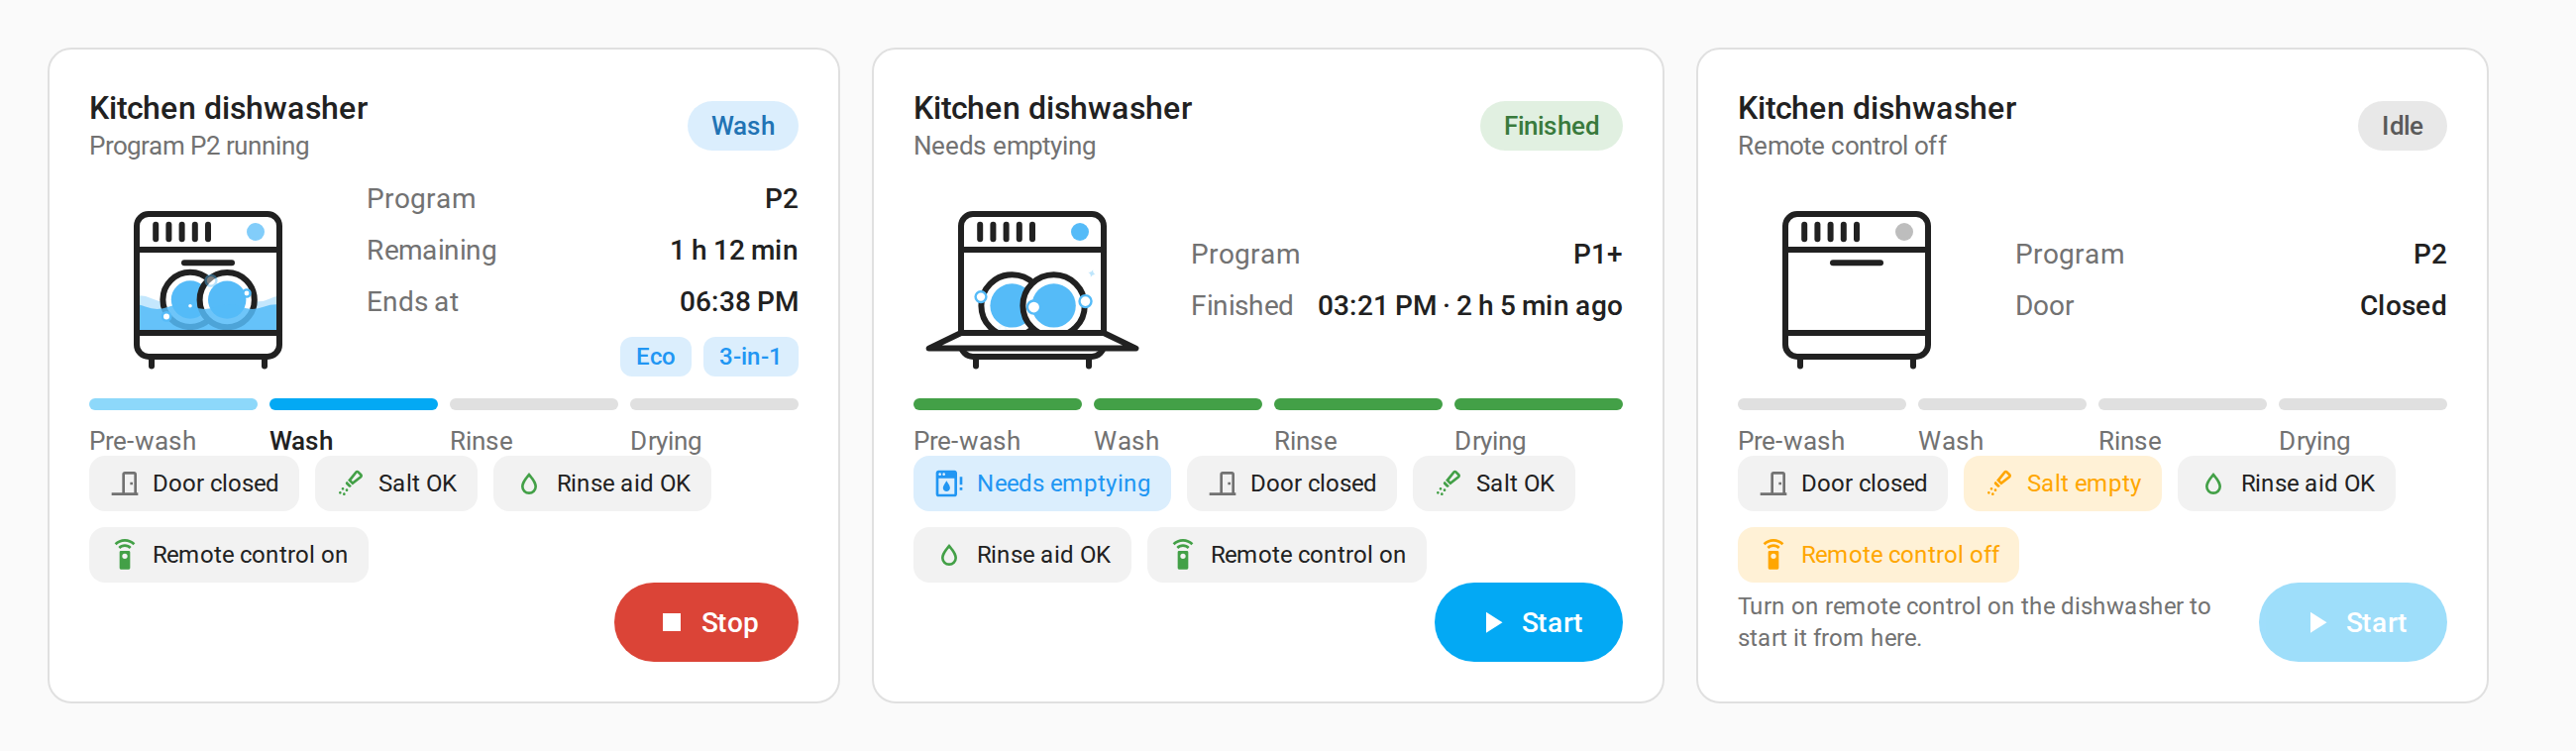 Kitchen dishwasher
Program P2 running
Wash
Program P2
Remaining 1 h 12 min
Ends at 06:38 PM
Eco 3-in-1
Pre-wash Wash Rinse Drying
Door closed Salt OK Rinse aid OK
Remote control on
Stop
Kitchen dishwasher
Needs emptying
Finished
Program P1+
Finished 03:21 PM · 2 h 5 min ago
Pre-wash Wash Rinse Drying
Needs emptying Door closed Salt OK
Rinse aid OK Remote control on
Start
Kitchen dishwasher
Remote control off
Idle
Program P2
Door Closed
Pre-wash Wash Rinse Drying
Door closed Salt empty Rinse aid OK
Remote control off
Turn on remote control on the dishwasher to
start it from here.
Start